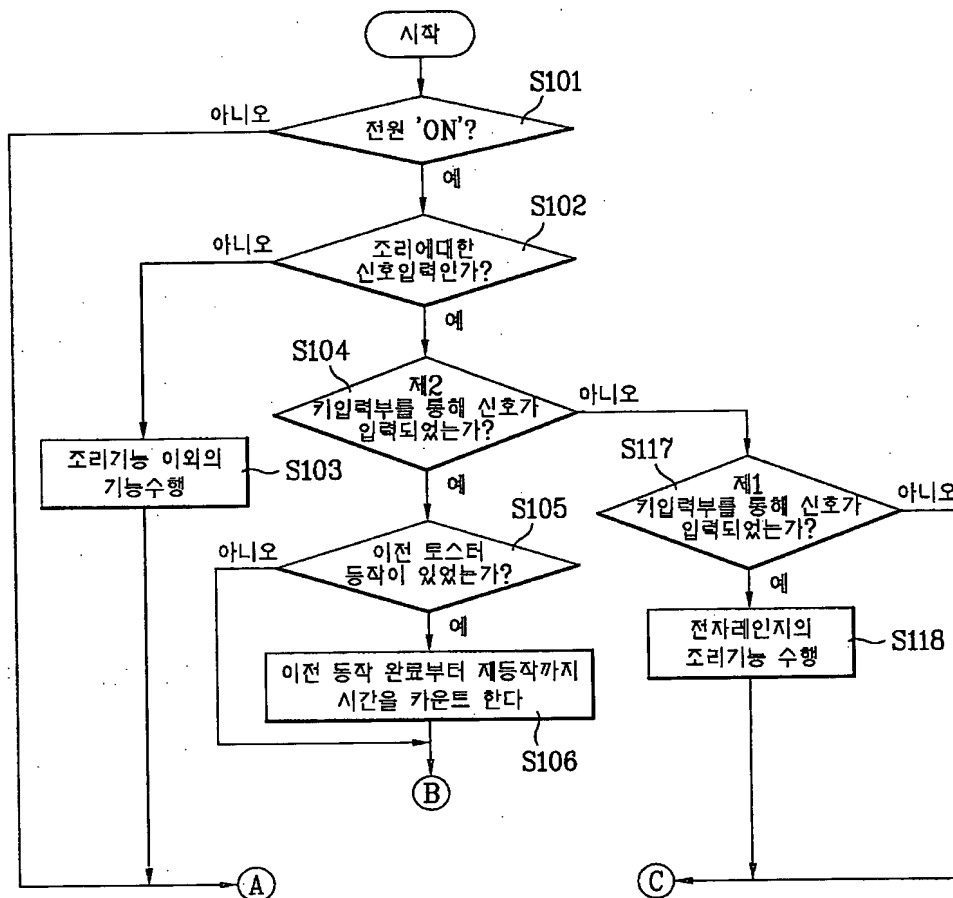 시작
S101
아니오
전원 'ON'?
예
S102
아니오
조리에대한
신호입력인가?
예
S104
제2
키입력부를 통해 신호가
입력되었는가?
아니오
조리기능 이외의
기능수행
S103
예
S117
제1
키입력부를 통해 신호가
입력되었는가?
아니오
S105
아니오
이전 토스터
동작이 있었는가?
예
예
전자레인지의
조리기능 수행
S118
이전 동작 완료부터 재동작까지
시간을 카운트 한다
S106
B
A
C